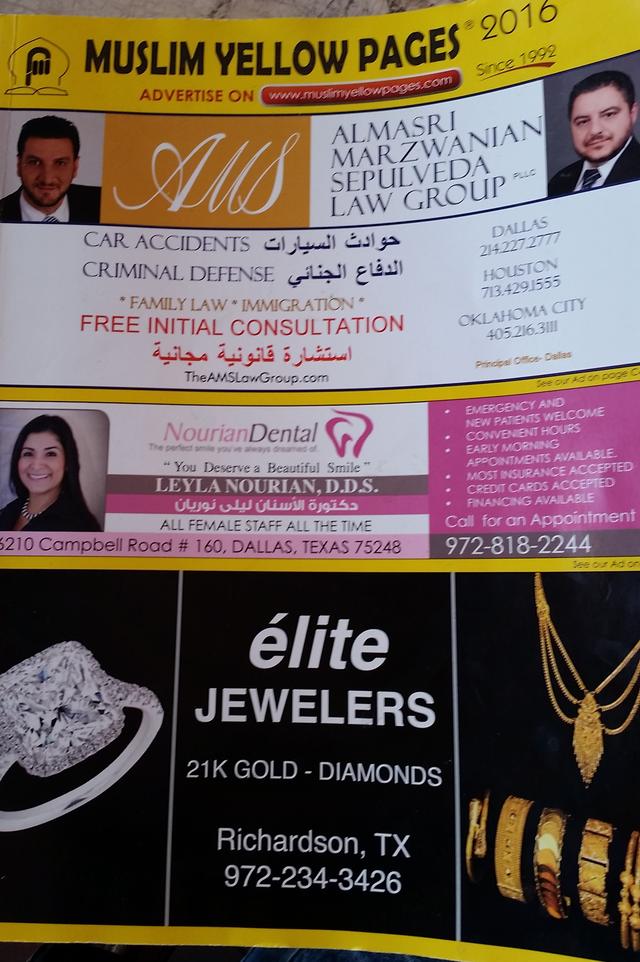 MUSLIM YELLOW PAGES® 2016
Since 1992
ADVERTISE ON www.muslimyellowpages.com
AMS
ALMASRI
MARZWANIAN
SEPULVEDA
LAW GROUP PLLC
CAR ACCIDENTS حوادث السيارات
CRIMINAL DEFENSE الدفاع الجنائي
* FAMILY LAW * IMMIGRATION *
FREE INITIAL CONSULTATION
استشارة قانونية مجانية
TheAMSLawGroup.com
DALLAS
214.227.2777
HOUSTON
713.429.1555
OKLAHOMA CITY
405.216.3111
Principal Office- Dallas
See our Ad on page C
NourianDental
The perfect smile you've always dreamed of.
"You Deserve a Beautiful Smile"
LEYLA NOURIAN, D.D.S.
دكتورة الأسنان ليلى نوريان
ALL FEMALE STAFF ALL THE TIME
6210 Campbell Road # 160, DALLAS, TEXAS 75248
• EMERGENCY AND
NEW PATIENTS WELCOME
• CONVENIENT HOURS
• EARLY MORNING
APPOINTMENTS AVAILABLE.
• MOST INSURANCE ACCEPTED
• CREDIT CARDS ACCEPTED
• FINANCING AVAILABLE
Call for an Appointment
972-818-2244
See our Ad on
élite
JEWELERS
21K GOLD - DIAMONDS
Richardson, TX
972-234-3426